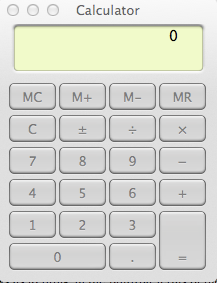 Calculator
0
MC M+ M- MR
C ± ÷ ×
7 8 9 −
4 5 6 +
1 2 3
0 . =